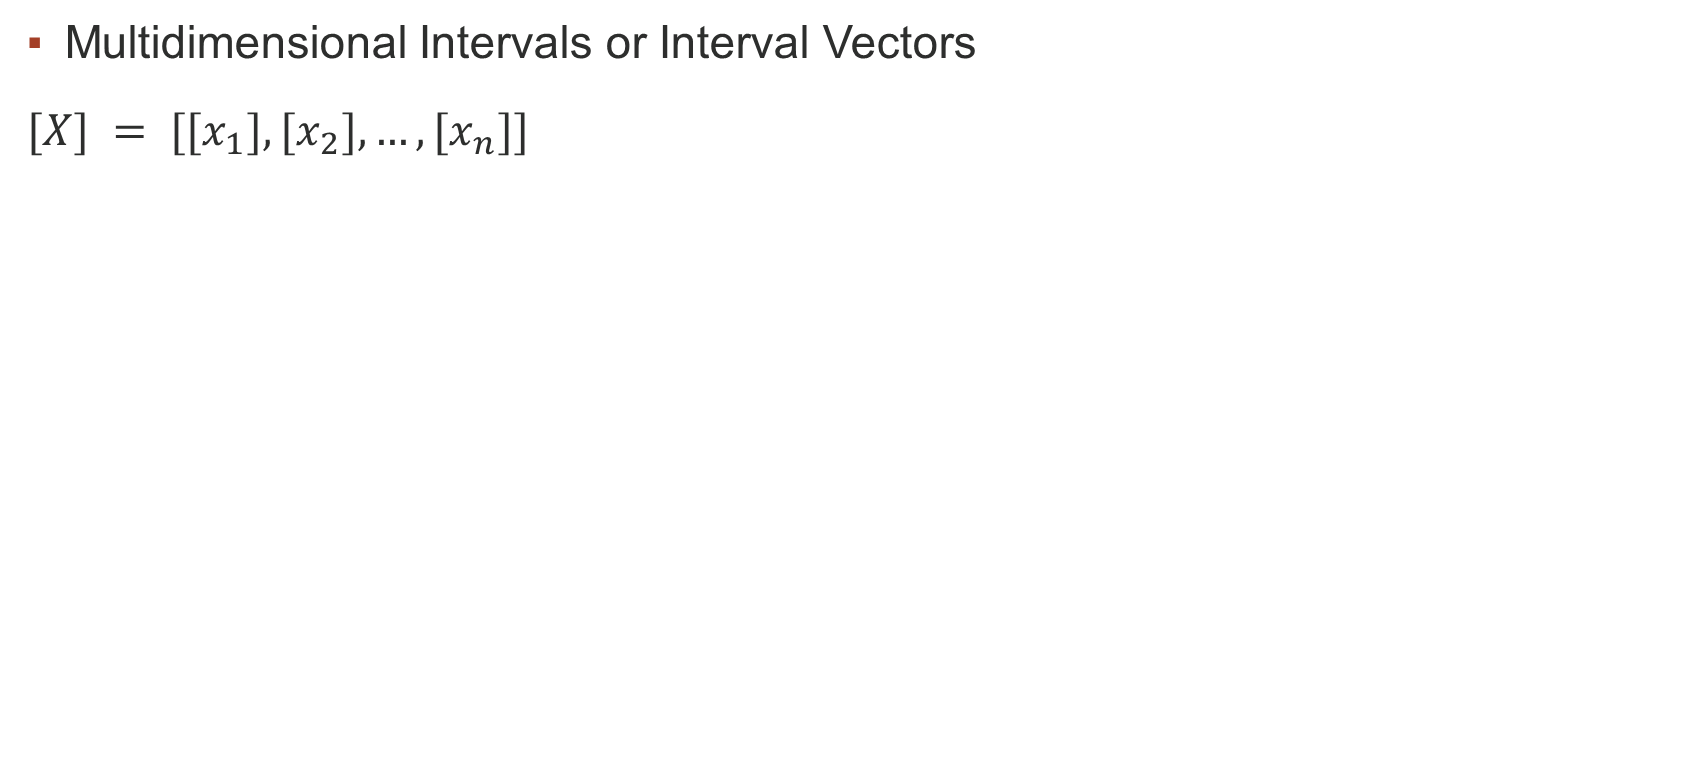 ▪ Multidimensional Intervals or Interval Vectors
[𝑋] = [[𝑥₁], [𝑥₂], … , [𝑥ₙ]]